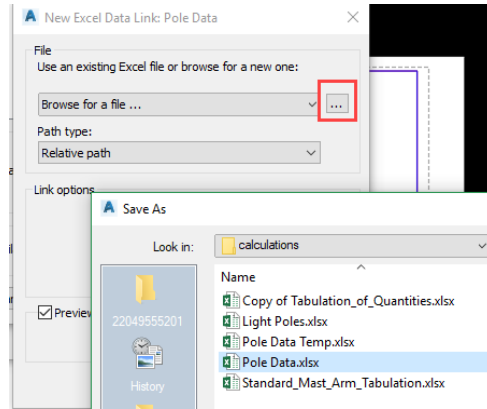 New Excel Data Link: Pole Data
File
Use an existing Excel file or browse for a new one:
Browse for a file ...
...
Path type:
Relative path
Link options
Save As
Look in:
calculations
Name
22049555201
Copy of Tabulation_of_Quantities.xlsx
Light Poles.xlsx
Pole Data Temp.xlsx
Pole Data.xlsx
Standard_Mast_Arm_Tabulation.xlsx
History